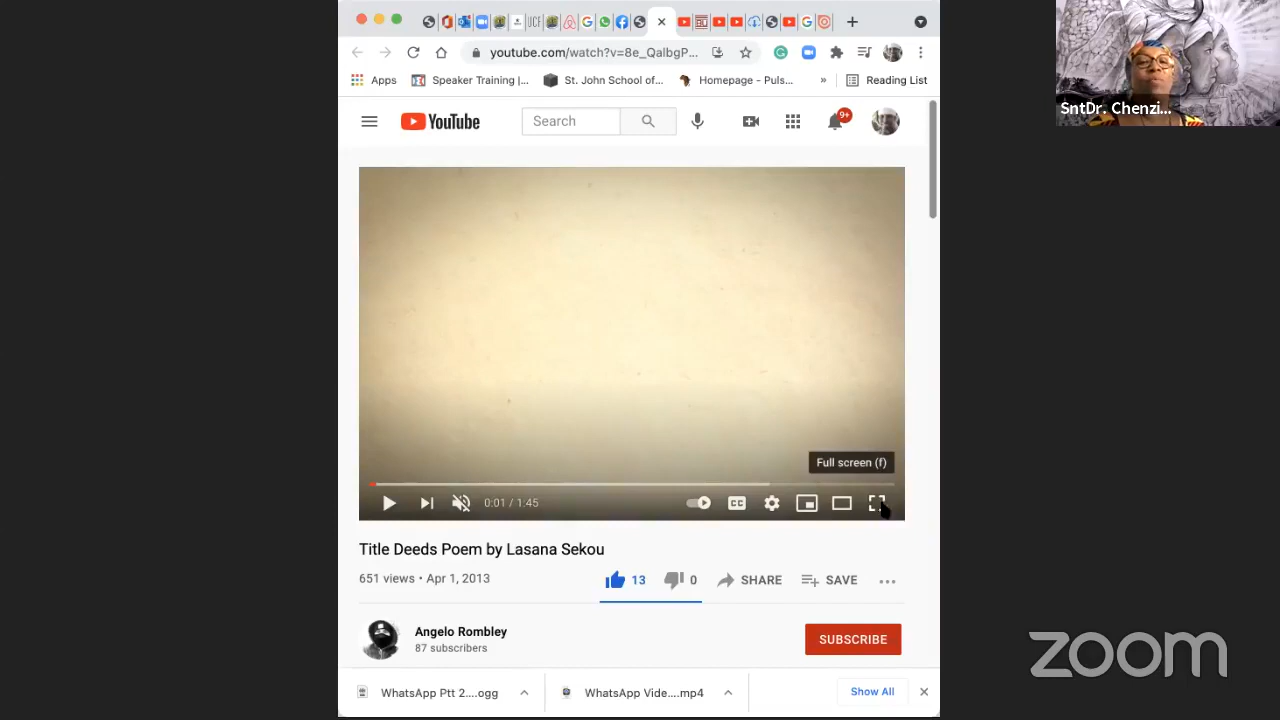 UCF
youtube.com/watch?v=8e_QalbgP...
Apps
Speaker Training |...
St. John School of...
Homepage - Puls...
»
Reading List
YouTube
Search
9+
SntDr. Chenzi...
Full screen (f)
0:01 / 1:45
CC
Title Deeds Poem by Lasana Sekou
651 views • Apr 1, 2013
13
0
SHARE
SAVE
Angelo Rombley
87 subscribers
SUBSCRIBE
WhatsApp Ptt 2....ogg
WhatsApp Vide....mp4
Show All
zoom